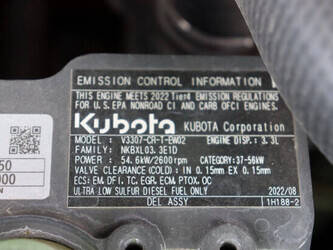 EMISSION CONTROL INFORMATION
THIS ENGINE MEETS 2022 Tier4 EMISSION REGULATIONS
FOR U.S. EPA NONROAD CI AND CARB OFCI ENGINES.
Kubota KUBOTA Corporation
MODEL : V3307-CR-T-EW02 ENGINE DISP.: 3.3L
FAMILY : NKBXL03.3E1D
POWER : 54.6kW/2600rpm CATEGORY:37-56kW
VALVE CLEARANCE (COLD): IN 0.15mm EX 0.15mm
ECS: EM, DFI, TC, EGR, ECM, PTOX, OC
ULTRA LOW SULFUR DIESEL FUEL ONLY 2022/08
DEL ASSY 1H188-2
50
000